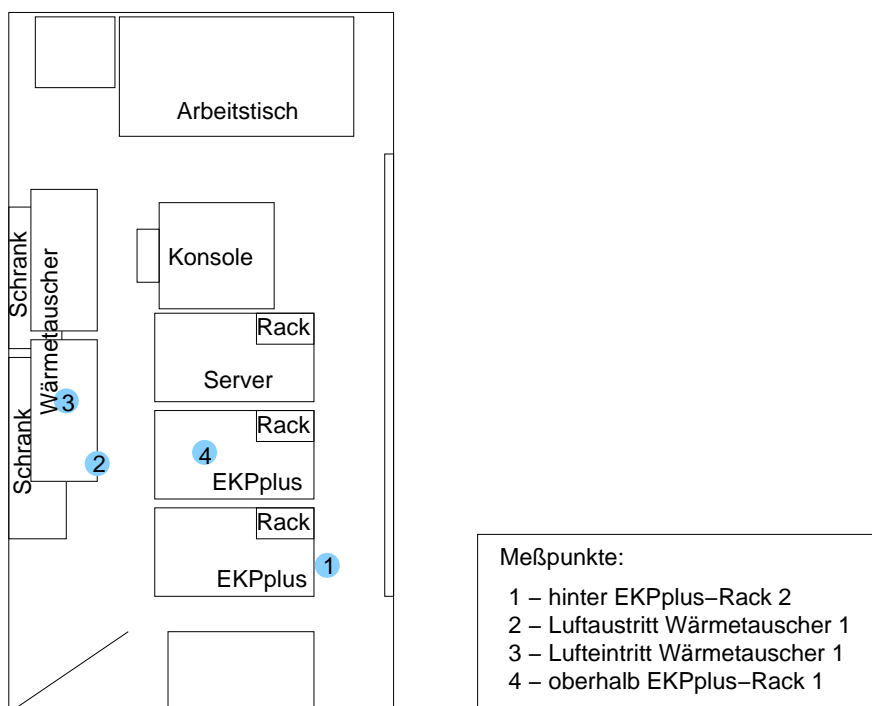 Arbeitstisch
Schrank
Wärmetauscher
Konsole
Rack
Server
3
Schrank
2
Rack
4
EKPplus
Rack
1
EKPplus
Meßpunkte:
1 – hinter EKPplus–Rack 2
2 – Luftaustritt Wärmetauscher 1
3 – Lufteintritt Wärmetauscher 1
4 – oberhalb EKPplus–Rack 1